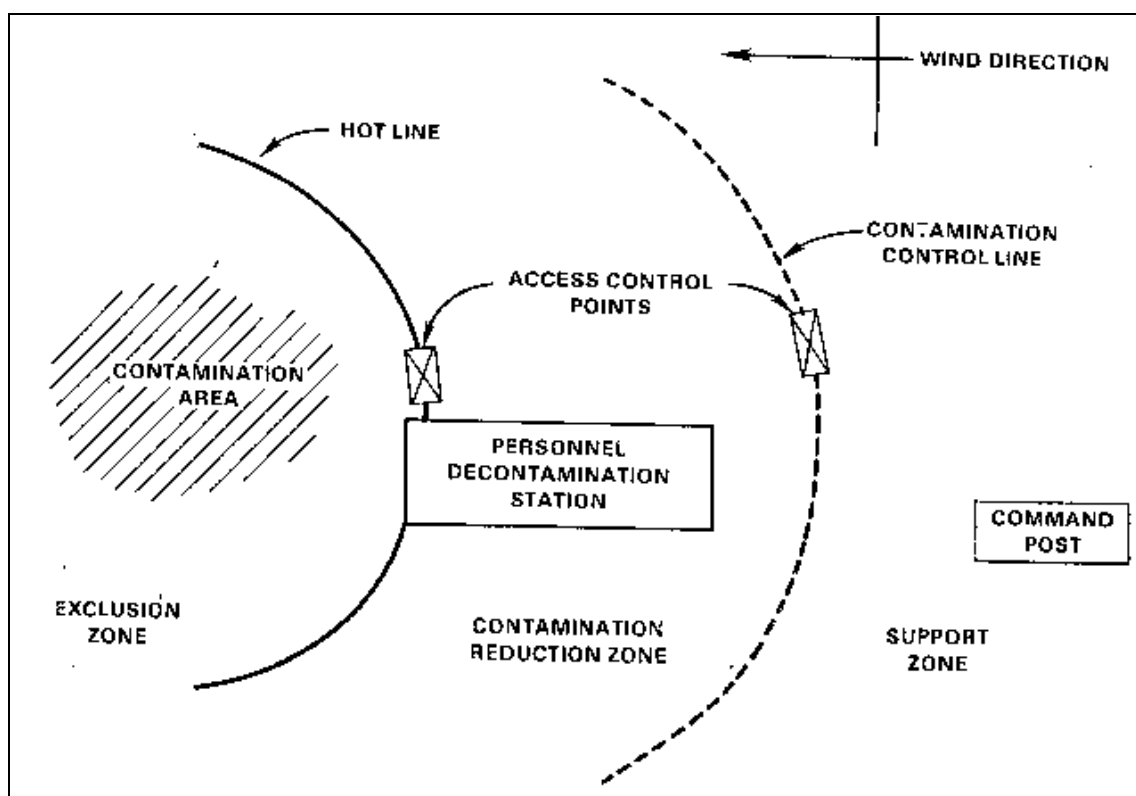 WIND DIRECTION
HOT LINE
CONTAMINATION
CONTROL LINE
ACCESS CONTROL
POINTS
CONTAMINATION
AREA
PERSONNEL
DECONTAMINATION
STATION
COMMAND
POST
EXCLUSION
ZONE
CONTAMINATION
REDUCTION ZONE
SUPPORT
ZONE